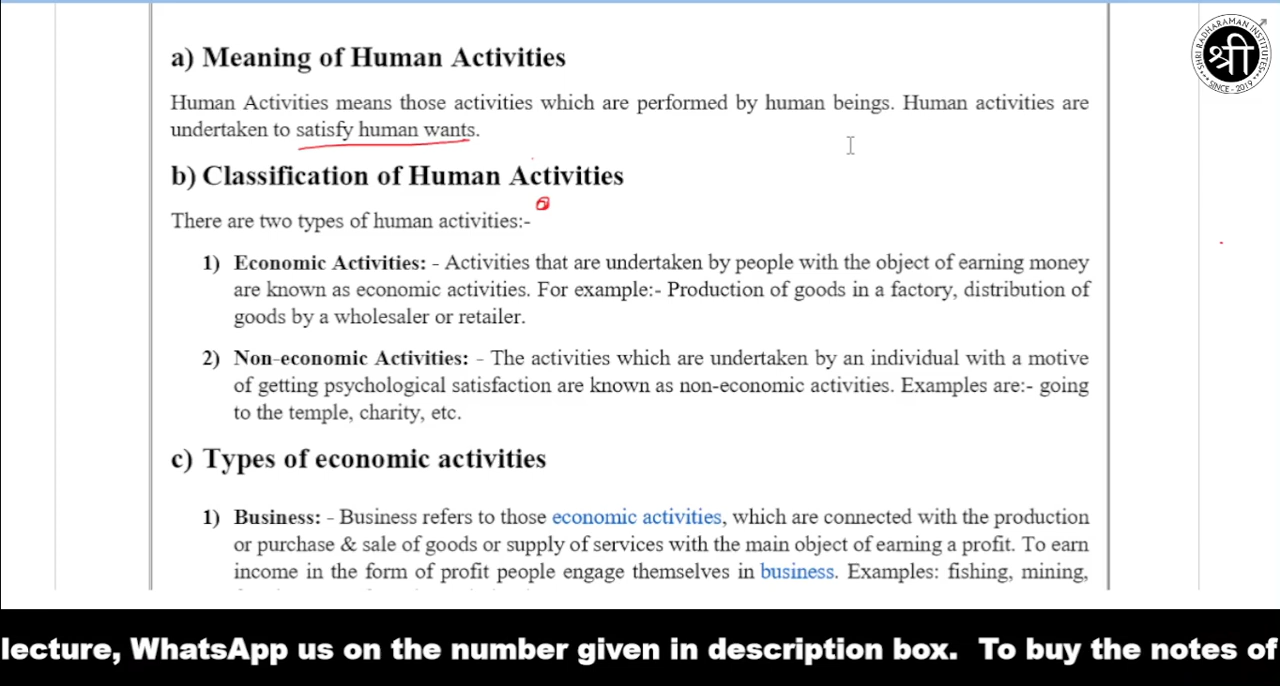 a) Meaning of Human Activities
Human Activities means those activities which are performed by human beings. Human activities are
undertaken to satisfy human wants.
b) Classification of Human Activities
There are two types of human activities:-
1) Economic Activities: - Activities that are undertaken by people with the object of earning money
are known as economic activities. For example:- Production of goods in a factory, distribution of
goods by a wholesaler or retailer.
2) Non-economic Activities: - The activities which are undertaken by an individual with a motive
of getting psychological satisfaction are known as non-economic activities. Examples are:- going
to the temple, charity, etc.
c) Types of economic activities
1) Business: - Business refers to those economic activities, which are connected with the production
or purchase & sale of goods or supply of services with the main object of earning a profit. To earn
income in the form of profit people engage themselves in business. Examples: fishing, mining,
SHRI RADHARAMAN INSTITUTES
श्री
SINCE - 2019
lecture, WhatsApp us on the number given in description box. To buy the notes of